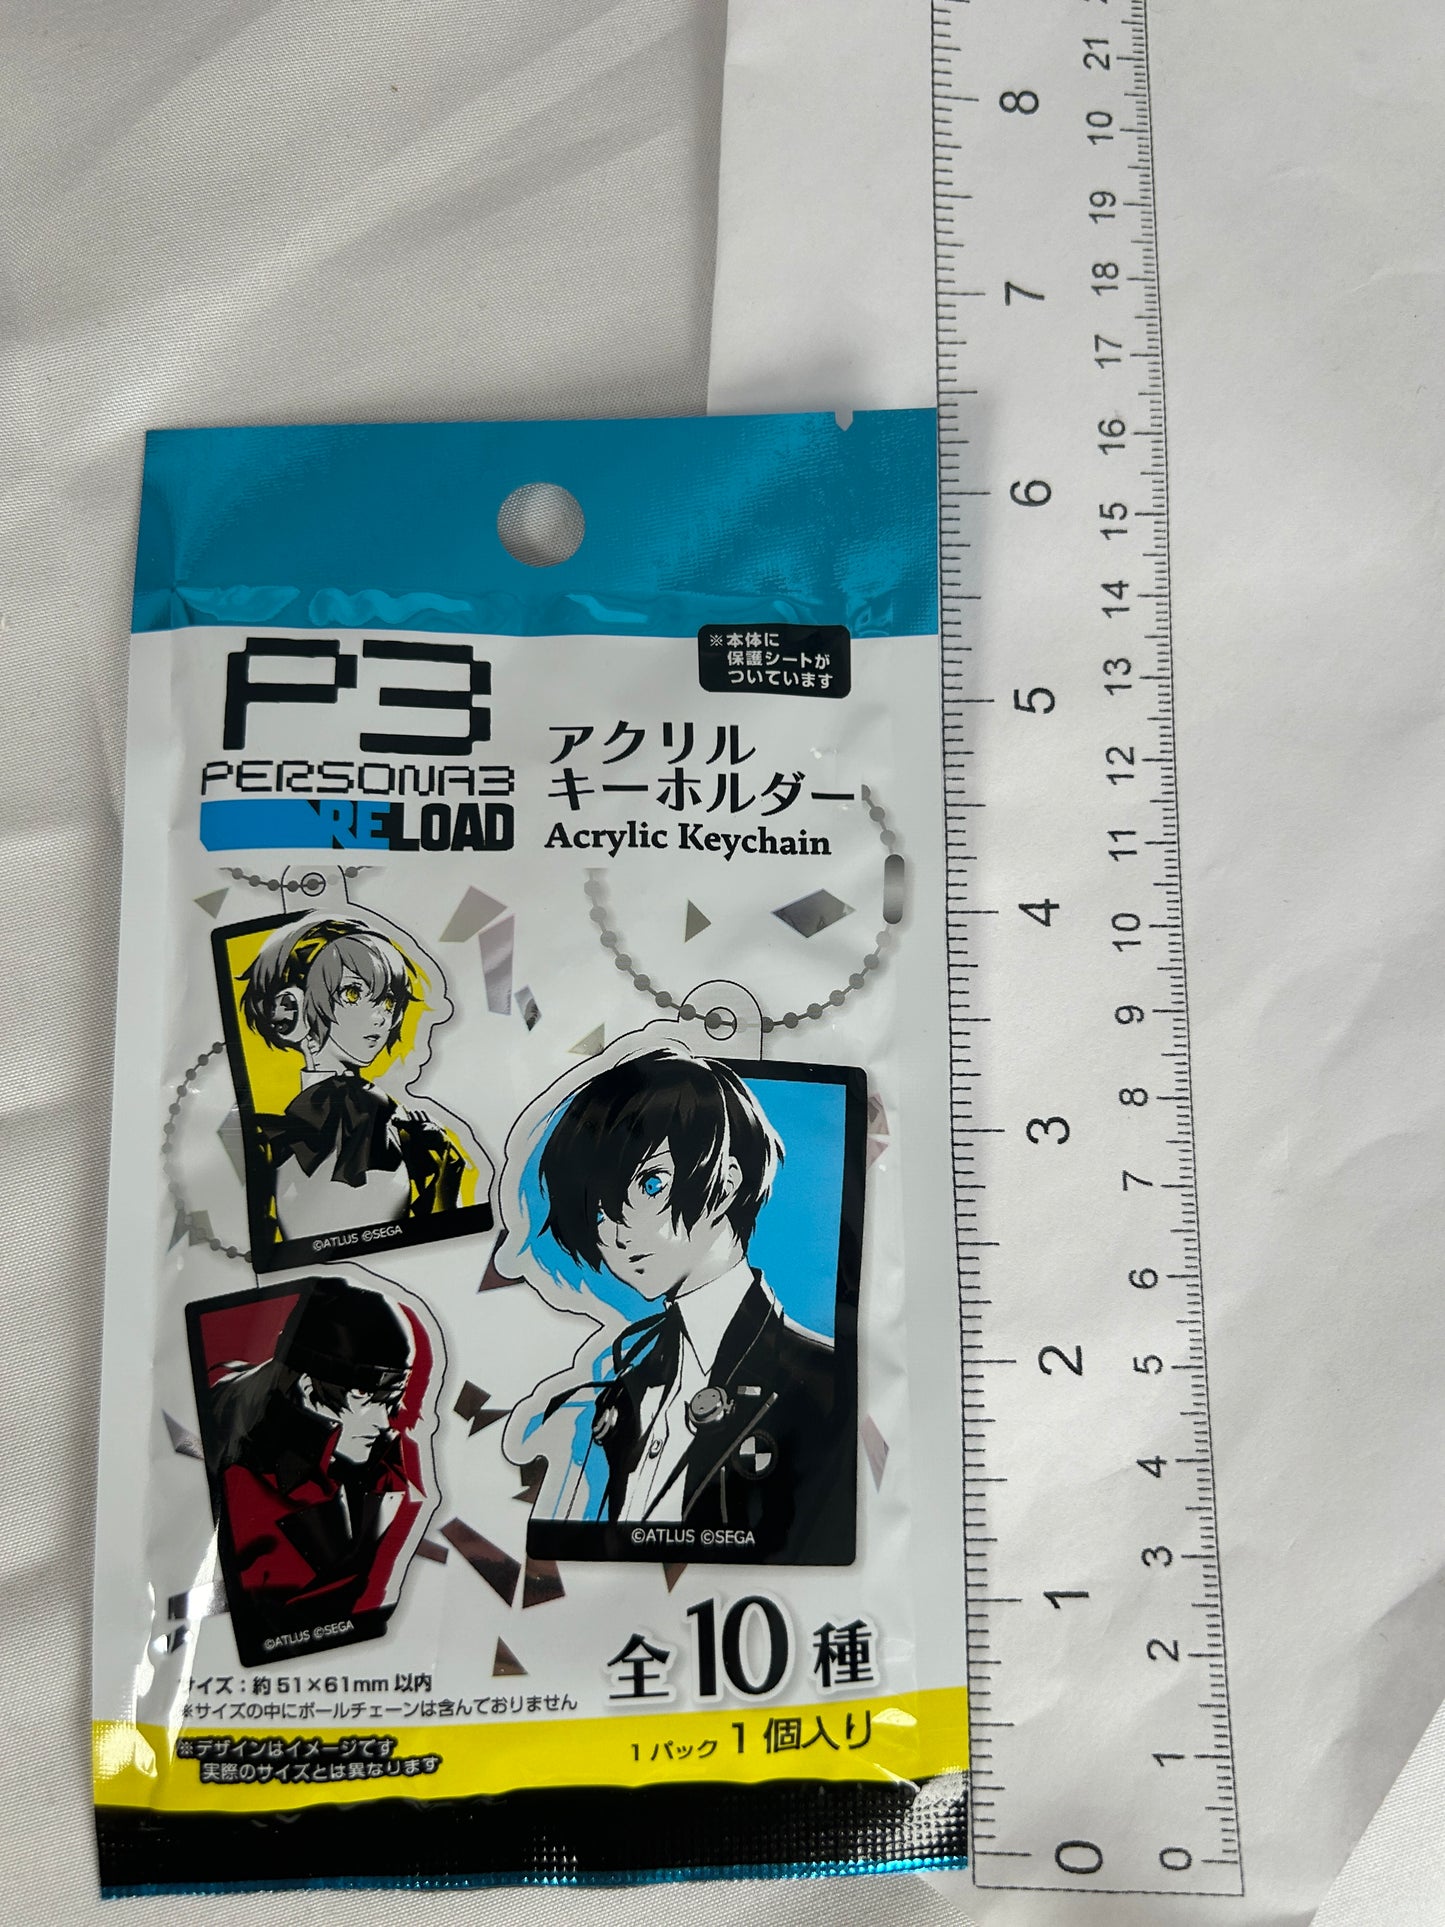 ※本体に
保護シートが
ついています
P3
PERSONA3
RELOAD
アクリル
キーホルダー
Acrylic Keychain
©ATLUS ©SEGA
©ATLUS ©SEGA
©ATLUS ©SEGA
全10種
サイズ：約51×61mm以内
※サイズの中にボールチェーンは含んでおりません
※デザインはイメージです
実際のサイズとは異なります
1パック1個入り
8
7
6
5
4
3
2
1
0
21
10
19
18
17
16
15
14
13
12
11
10
9
8
7
6
5
4
3
2
1
0